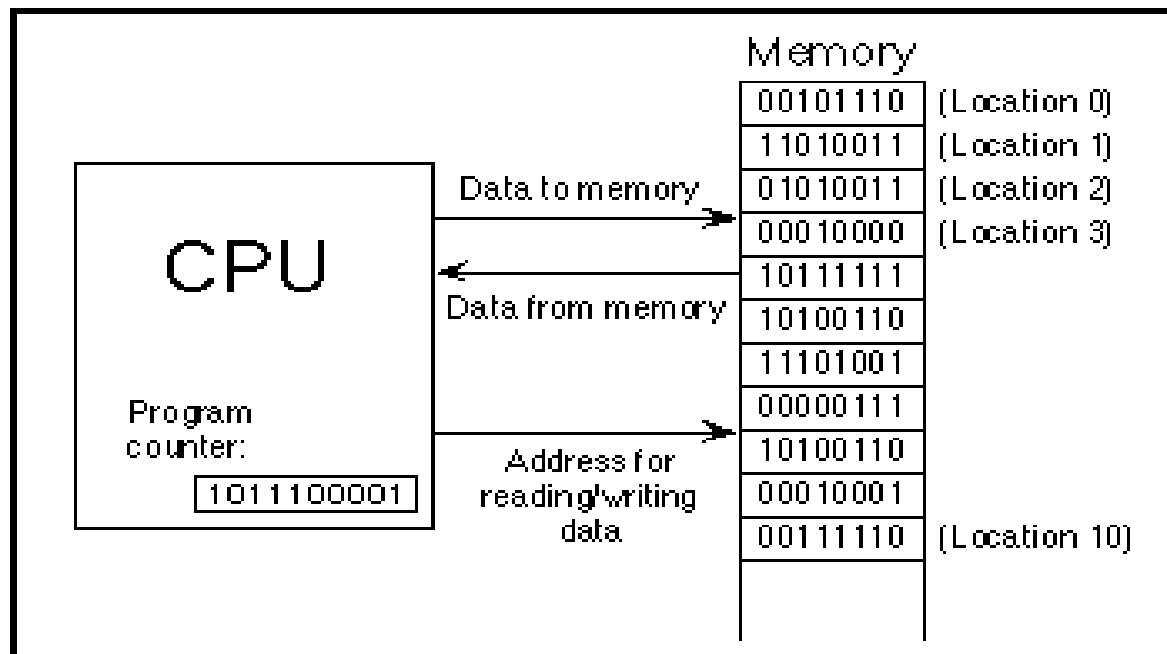 Memory
00101110 (Location 0)
11010011 (Location 1)
01010011 (Location 2)
00010000 (Location 3)
10111111
10100110
11101001
00000111
10100110
00010001
00111110 (Location 10)
Data to memory
CPU
Data from memory
Program
counter:
1011100001
Address for
reading/writing
data